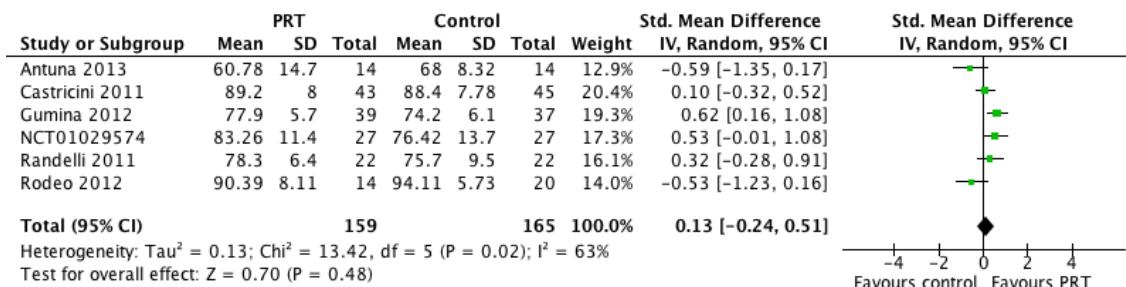 PRT Control Std. Mean Difference Std. Mean Difference
Study or Subgroup Mean SD Total Mean SD Total Weight IV, Random, 95% CI IV, Random, 95% CI
Antuna 2013 60.78 14.7 14 68 8.32 14 12.9% -0.59 [-1.35, 0.17]
Castricini 2011 89.2 8 43 88.4 7.78 45 20.4% 0.10 [-0.32, 0.52]
Gumina 2012 77.9 5.7 39 74.2 6.1 37 19.3% 0.62 [0.16, 1.08]
NCT01029574 83.26 11.4 27 76.42 13.7 27 17.3% 0.53 [-0.01, 1.08]
Randelli 2011 78.3 6.4 22 75.7 9.5 22 16.1% 0.32 [-0.28, 0.91]
Rodeo 2012 90.39 8.11 14 94.11 5.73 20 14.0% -0.53 [-1.23, 0.16]
Total (95% CI) 159 165 100.0% 0.13 [-0.24, 0.51]
Heterogeneity: Tau² = 0.13; Chi² = 13.42, df = 5 (P = 0.02); I² = 63%
Test for overall effect: Z = 0.70 (P = 0.48)
-4 -2 0 2 4
Favours control Favours PRT